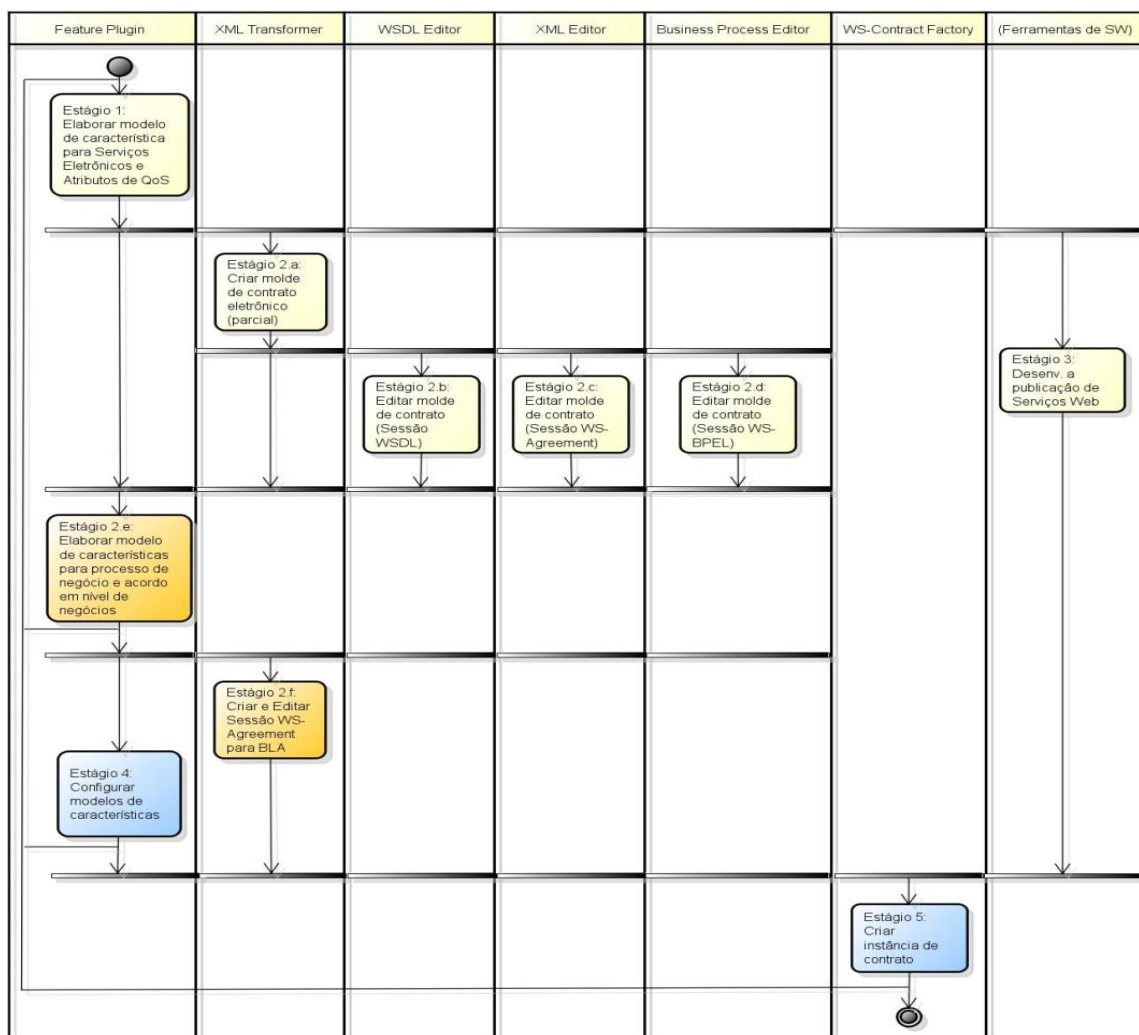 Feature Plugin
XML Transformer
WSDL Editor
XML Editor
Business Process Editor
WS-Contract Factory
(Ferramentas de SW)
Estágio 1:
Elaborar modelo
de característica
para Serviços
Eletrônicos e
Atributos de QoS
Estágio 2.a:
Criar molde
de contrato
eletrônico
(parcial)
Estágio 2.b:
Editar molde
de contrato
(Sessão
WSDL)
Estágio 2.c:
Editar molde
de contrato
(Sessão WS-
Agreement)
Estágio 2.d:
Editar molde
de contrato
(Sessão WS-
BPEL)
Estágio 3:
Desenv. a
publicação de
Serviços Web
Estágio 2.e:
Elaborar modelo
de características
para processo de
negócio e acordo
em nível de
negócios
Estágio 2.f:
Criar e Editar
Sessão WS-
Agreement
para BLA
Estágio 4:
Configurar
modelos de
características
Estágio 5:
Criar
instância de
contrato